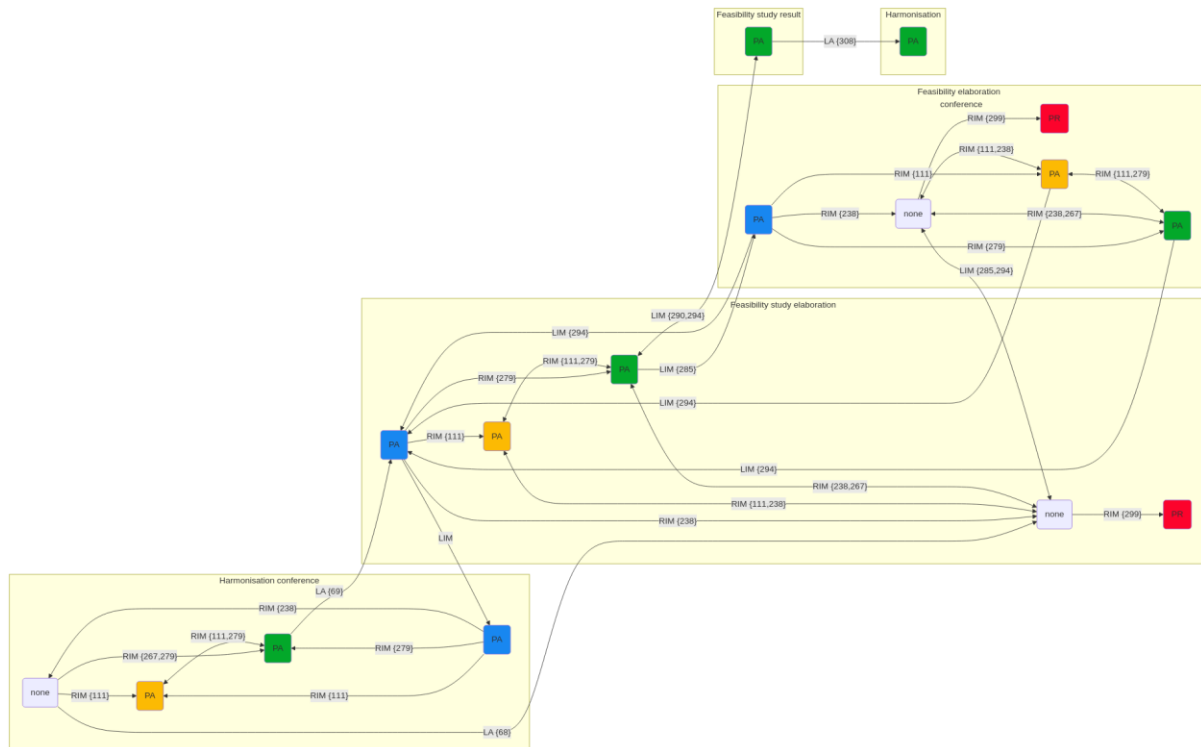 Feasibility study result
Harmonisation
PA
LA {308}
PA
Feasibility elaboration
conference
RIM {299}
PR
RIM {111,238}
RIM {111}
PA
RIM {111,279}
PA
RIM {238}
none
RIM {238,267}
PA
RIM {279}
LIM {285,294}
Feasibility study elaboration
LIM {290,294}
LIM {294}
RIM {111,279}
PA
LIM {285}
RIM {279}
LIM {294}
PA
RIM {111}
PA
LIM {294}
RIM {238,267}
RIM {111,238}
RIM {238}
none
RIM {299}
PR
LIM
Harmonisation conference
LA {69}
RIM {238}
RIM {111,279}
PA
RIM {279}
PA
RIM {267,279}
none
RIM {111}
PA
RIM {111}
LA {68}